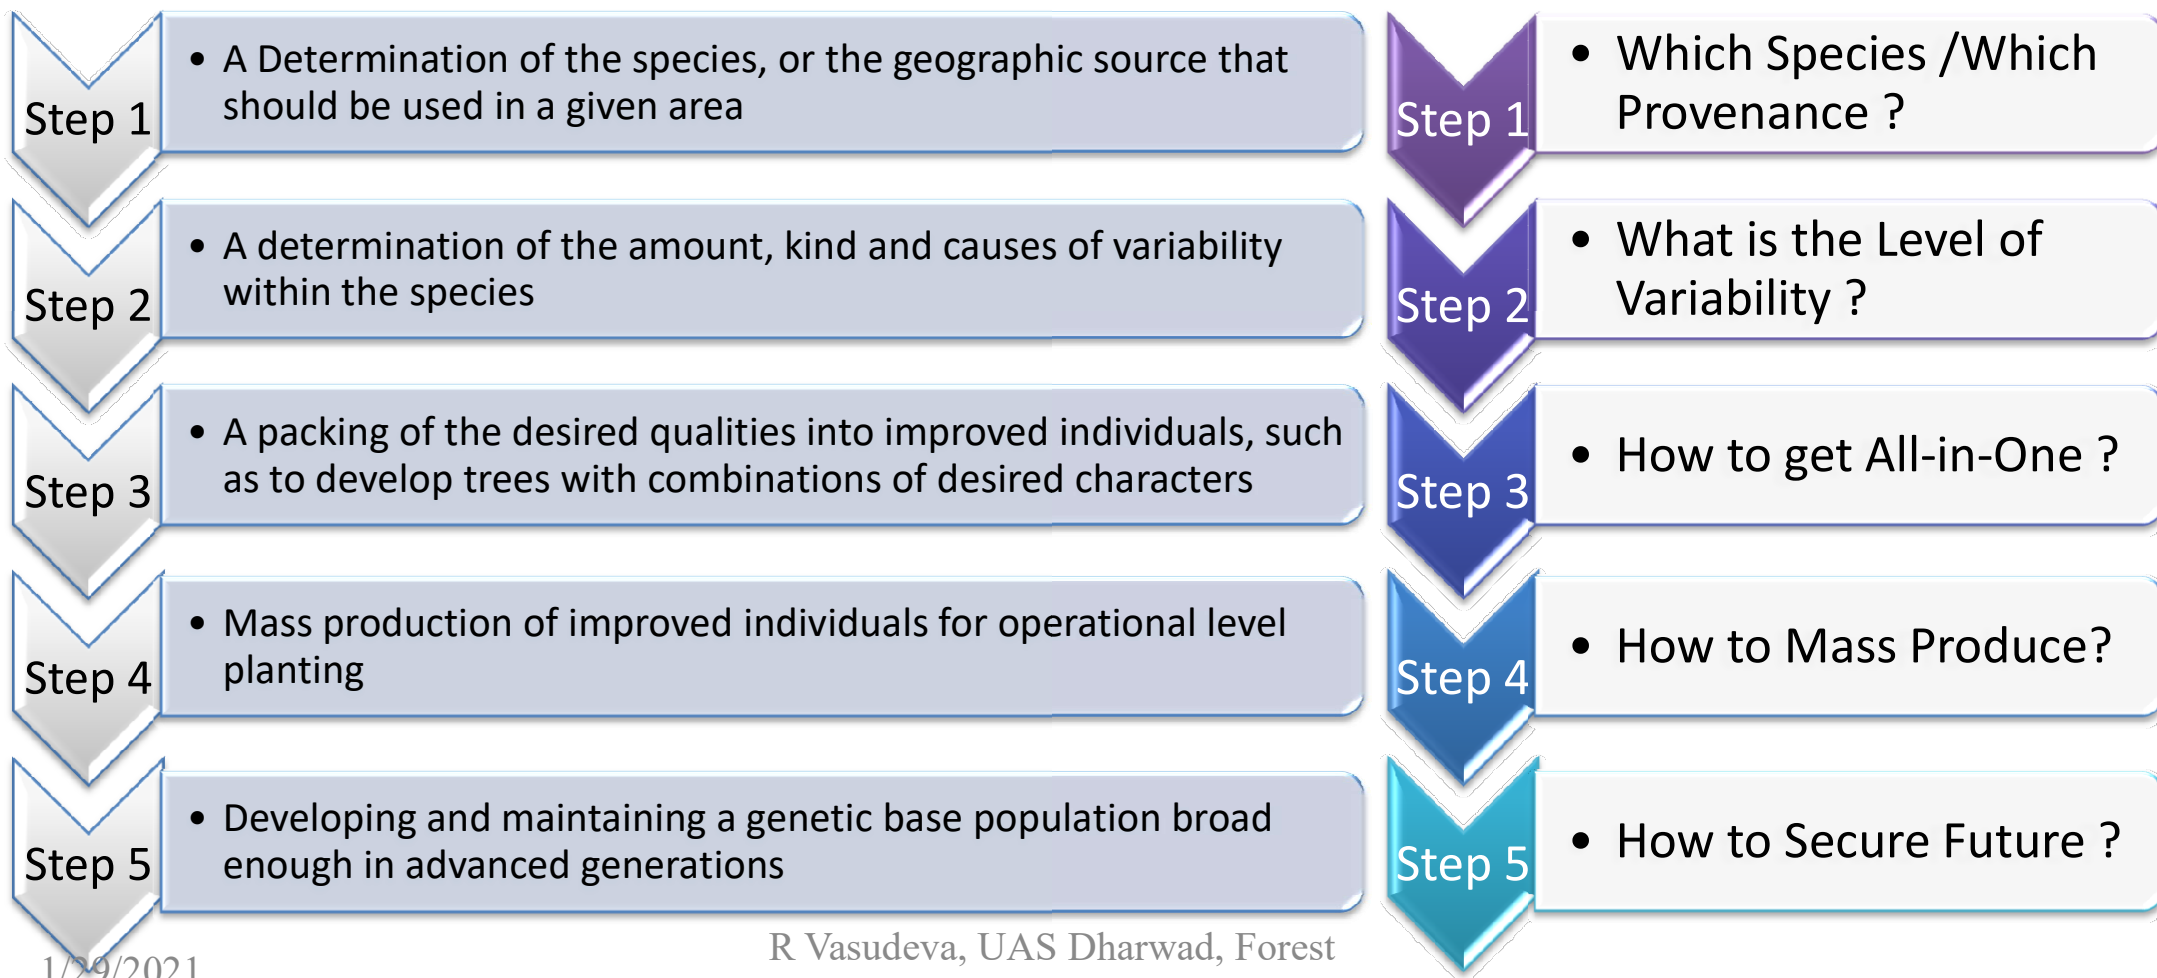 Step 1
• A Determination of the species, or the geographic source that
should be used in a given area
Step 2
• A determination of the amount, kind and causes of variability
within the species
Step 3
• A packing of the desired qualities into improved individuals, such
as to develop trees with combinations of desired characters
Step 4
• Mass production of improved individuals for operational level
planting
Step 5
• Developing and maintaining a genetic base population broad
enough in advanced generations
Step 1
• Which Species /Which
Provenance ?
Step 2
• What is the Level of
Variability ?
Step 3
• How to get All-in-One ?
Step 4
• How to Mass Produce?
Step 5
• How to Secure Future ?
1/29/2021
R Vasudeva, UAS Dharwad, Forest